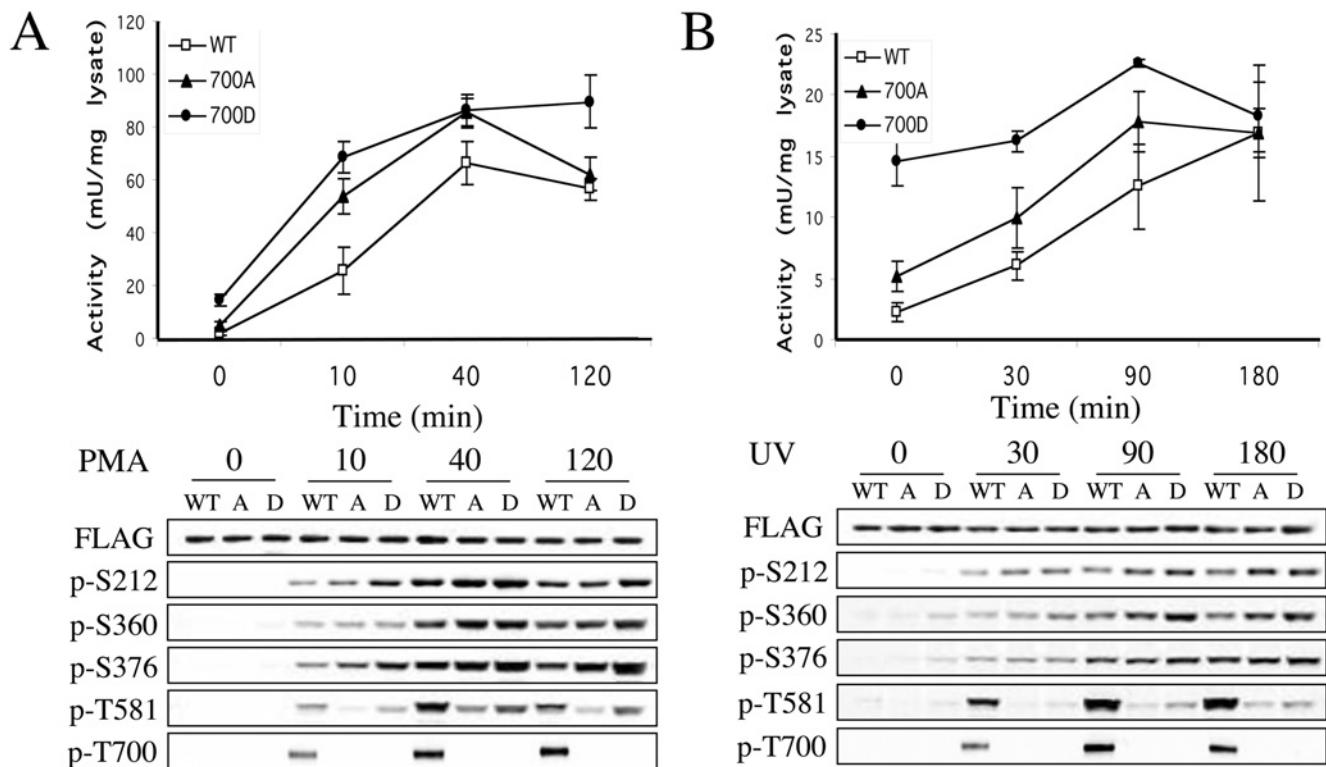 A
Activity (mU/mg lysate)
120
100
80
60
40
20
0
WT
700A
700D
0 10 40 120
Time (min)
PMA 0 10 40 120
WT A D WT A D WT A D WT A D
FLAG
p-S212
p-S360
p-S376
p-T581
p-T700
B
Activity (mU/mg lysate)
25
20
15
10
5
0
WT
700A
700D
0 30 90 180
Time (min)
UV 0 30 90 180
WT A D WT A D WT A D WT A D
FLAG
p-S212
p-S360
p-S376
p-T581
p-T700